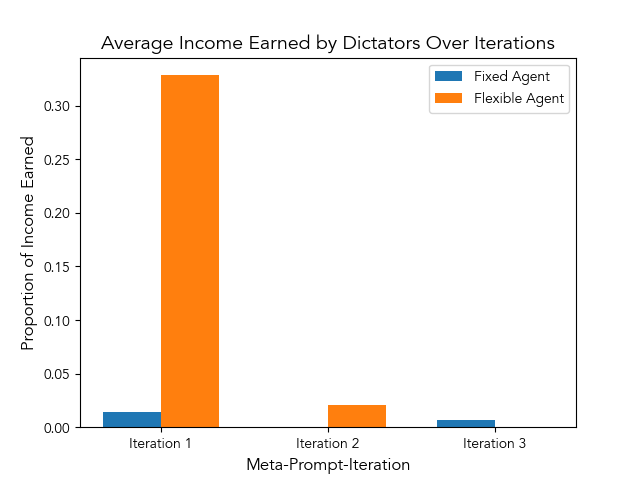 Average Income Earned by Dictators Over Iterations
Fixed Agent
Flexible Agent
Proportion of Income Earned
0.30
0.25
0.20
0.15
0.10
0.05
0.00
Iteration 1
Iteration 2
Iteration 3
Meta-Prompt-Iteration